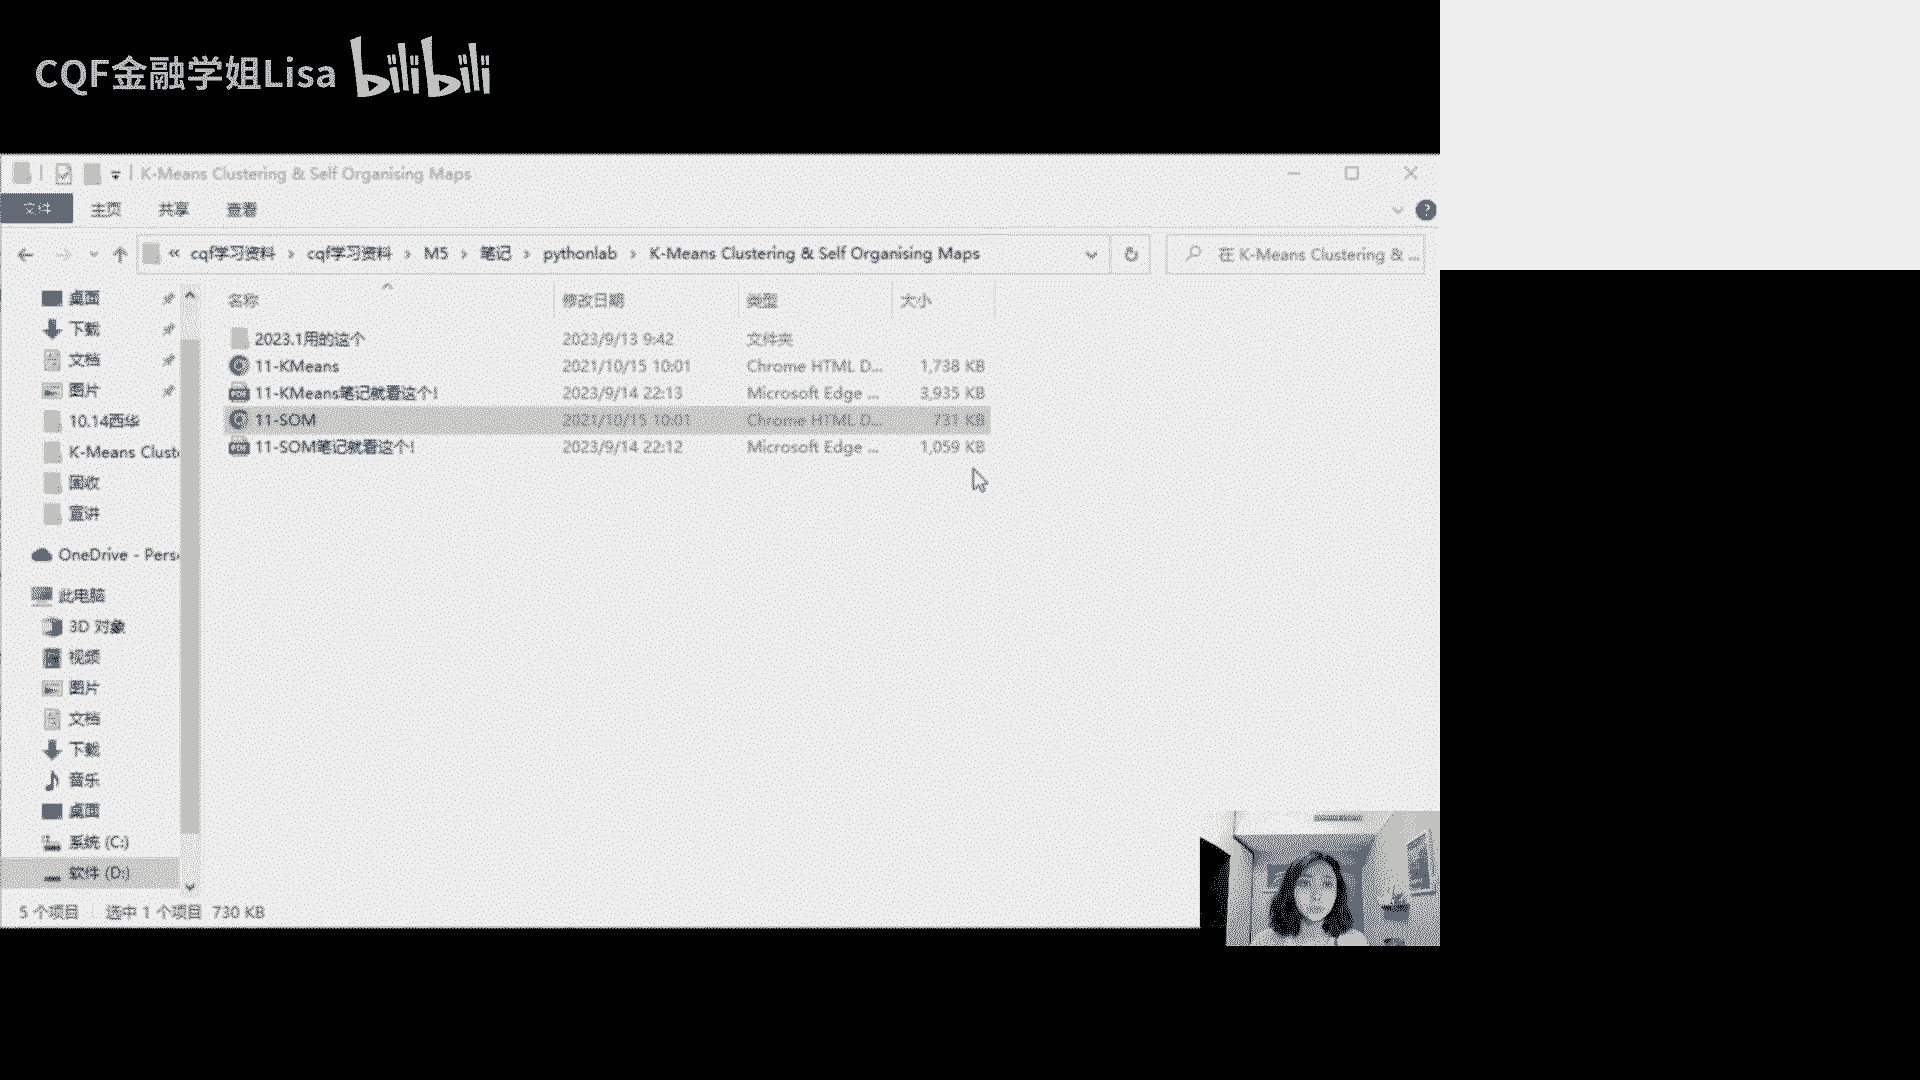 CQF金融学姐Lisa bilibili
K-Means Clustering & Self Organising Maps
文件 主页 共享 查看
« cqf学习资料 › cqf学习资料 › M5 › 笔记 › pythonlab › K-Means Clustering & Self Organising Maps
在 K-Means Clustering & ...
名称 修改日期 类型 大小
2023.1用的这个 2023/9/13 9:42 文件夹
11-KMeans 2021/10/15 10:01 Chrome HTML D... 1,738 KB
11-KMeans笔记就看这个! 2023/9/14 22:13 Microsoft Edge ... 3,935 KB
11-SOM 2021/10/15 10:01 Chrome HTML D... 731 KB
11-SOM笔记就看这个! 2023/9/14 22:12 Microsoft Edge ... 1,059 KB
桌面
下载
文档
图片
10.14西华
K-Means Clust
固收
宣讲
OneDrive - Pers
此电脑
3D 对象
视频
图片
文档
下载
音乐
桌面
系统 (C:)
软件 (D:)
5 个项目 选中 1 个项目 730 KB